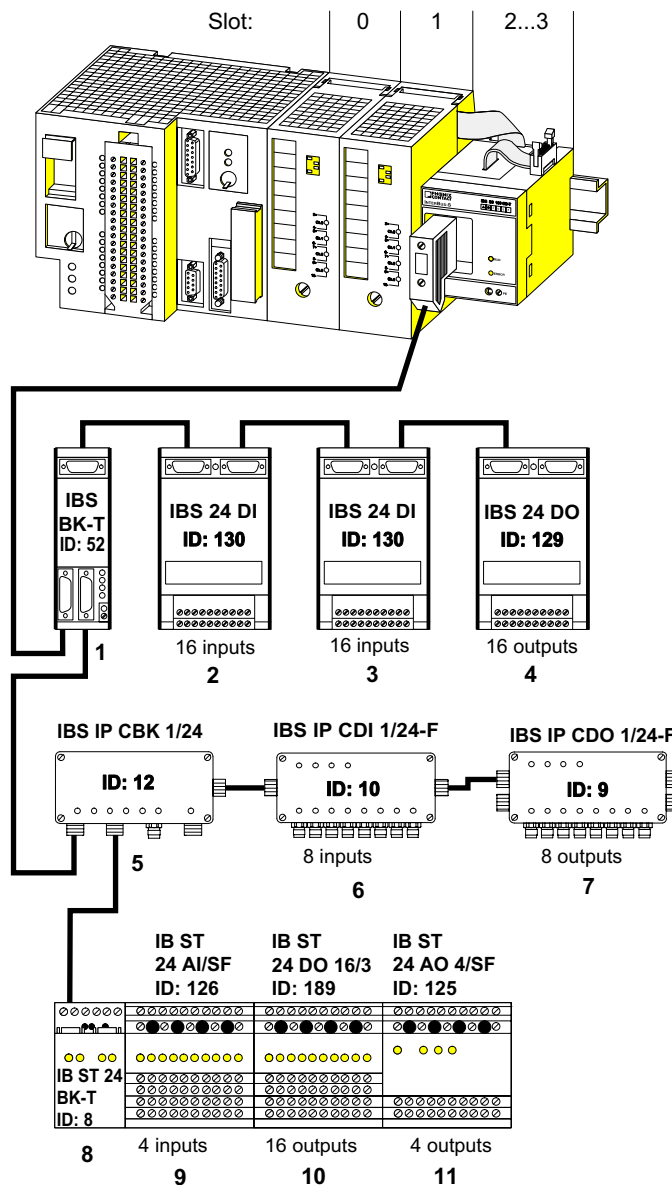 Slot: 0 1 2...3
PHOENIX
CONTACT
IBS
BK-T
ID: 52
1
IBS 24 DI
ID: 130
16 inputs
2
IBS 24 DI
ID: 130
16 inputs
3
IBS 24 DO
ID: 129
16 outputs
4
IBS IP CBK 1/24
ID: 12
5
IBS IP CDI 1/24-F
ID: 10
8 inputs
6
IBS IP CDO 1/24-F
ID: 9
8 outputs
7
IB ST 24
BK-T
ID: 8
8
IB ST
24 AI/SF
ID: 126
4 inputs
9
IB ST
24 DO 16/3
ID: 189
16 outputs
10
IB ST
24 AO 4/SF
ID: 125
4 outputs
11